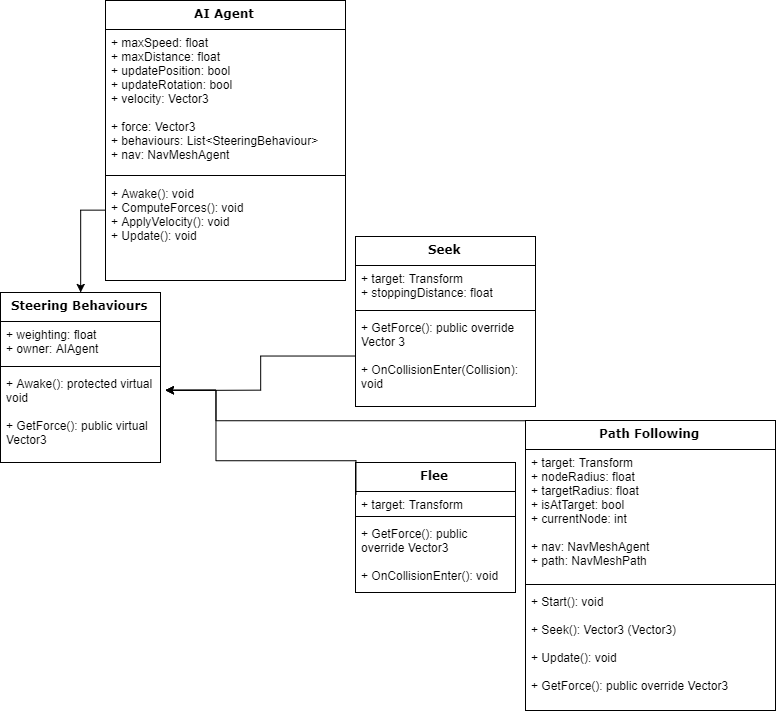 AI Agent
+ maxSpeed: float
+ maxDistance: float
+ updatePosition: bool
+ updateRotation: bool
+ velocity: Vector3
+ force: Vector3
+ behaviours: List<SteeringBehaviour>
+ nav: NavMeshAgent
+ Awake(): void
+ ComputeForces(): void
+ ApplyVelocity(): void
+ Update(): void
Steering Behaviours
+ weighting: float
+ owner: AIAgent
+ Awake(): protected virtual
void
+ GetForce(): public virtual
Vector3
Seek
+ target: Transform
+ stoppingDistance: float
+ GetForce(): public override
Vector 3
+ OnCollisionEnter(Collision):
void
Flee
+ target: Transform
+ GetForce(): public
override Vector3
+ OnCollisionEnter(): void
Path Following
+ target: Transform
+ nodeRadius: float
+ targetRadius: float
+ isAtTarget: bool
+ currentNode: int
+ nav: NavMeshAgent
+ path: NavMeshPath
+ Start(): void
+ Seek(): Vector3 (Vector3)
+ Update(): void
+ GetForce(): public override Vector3